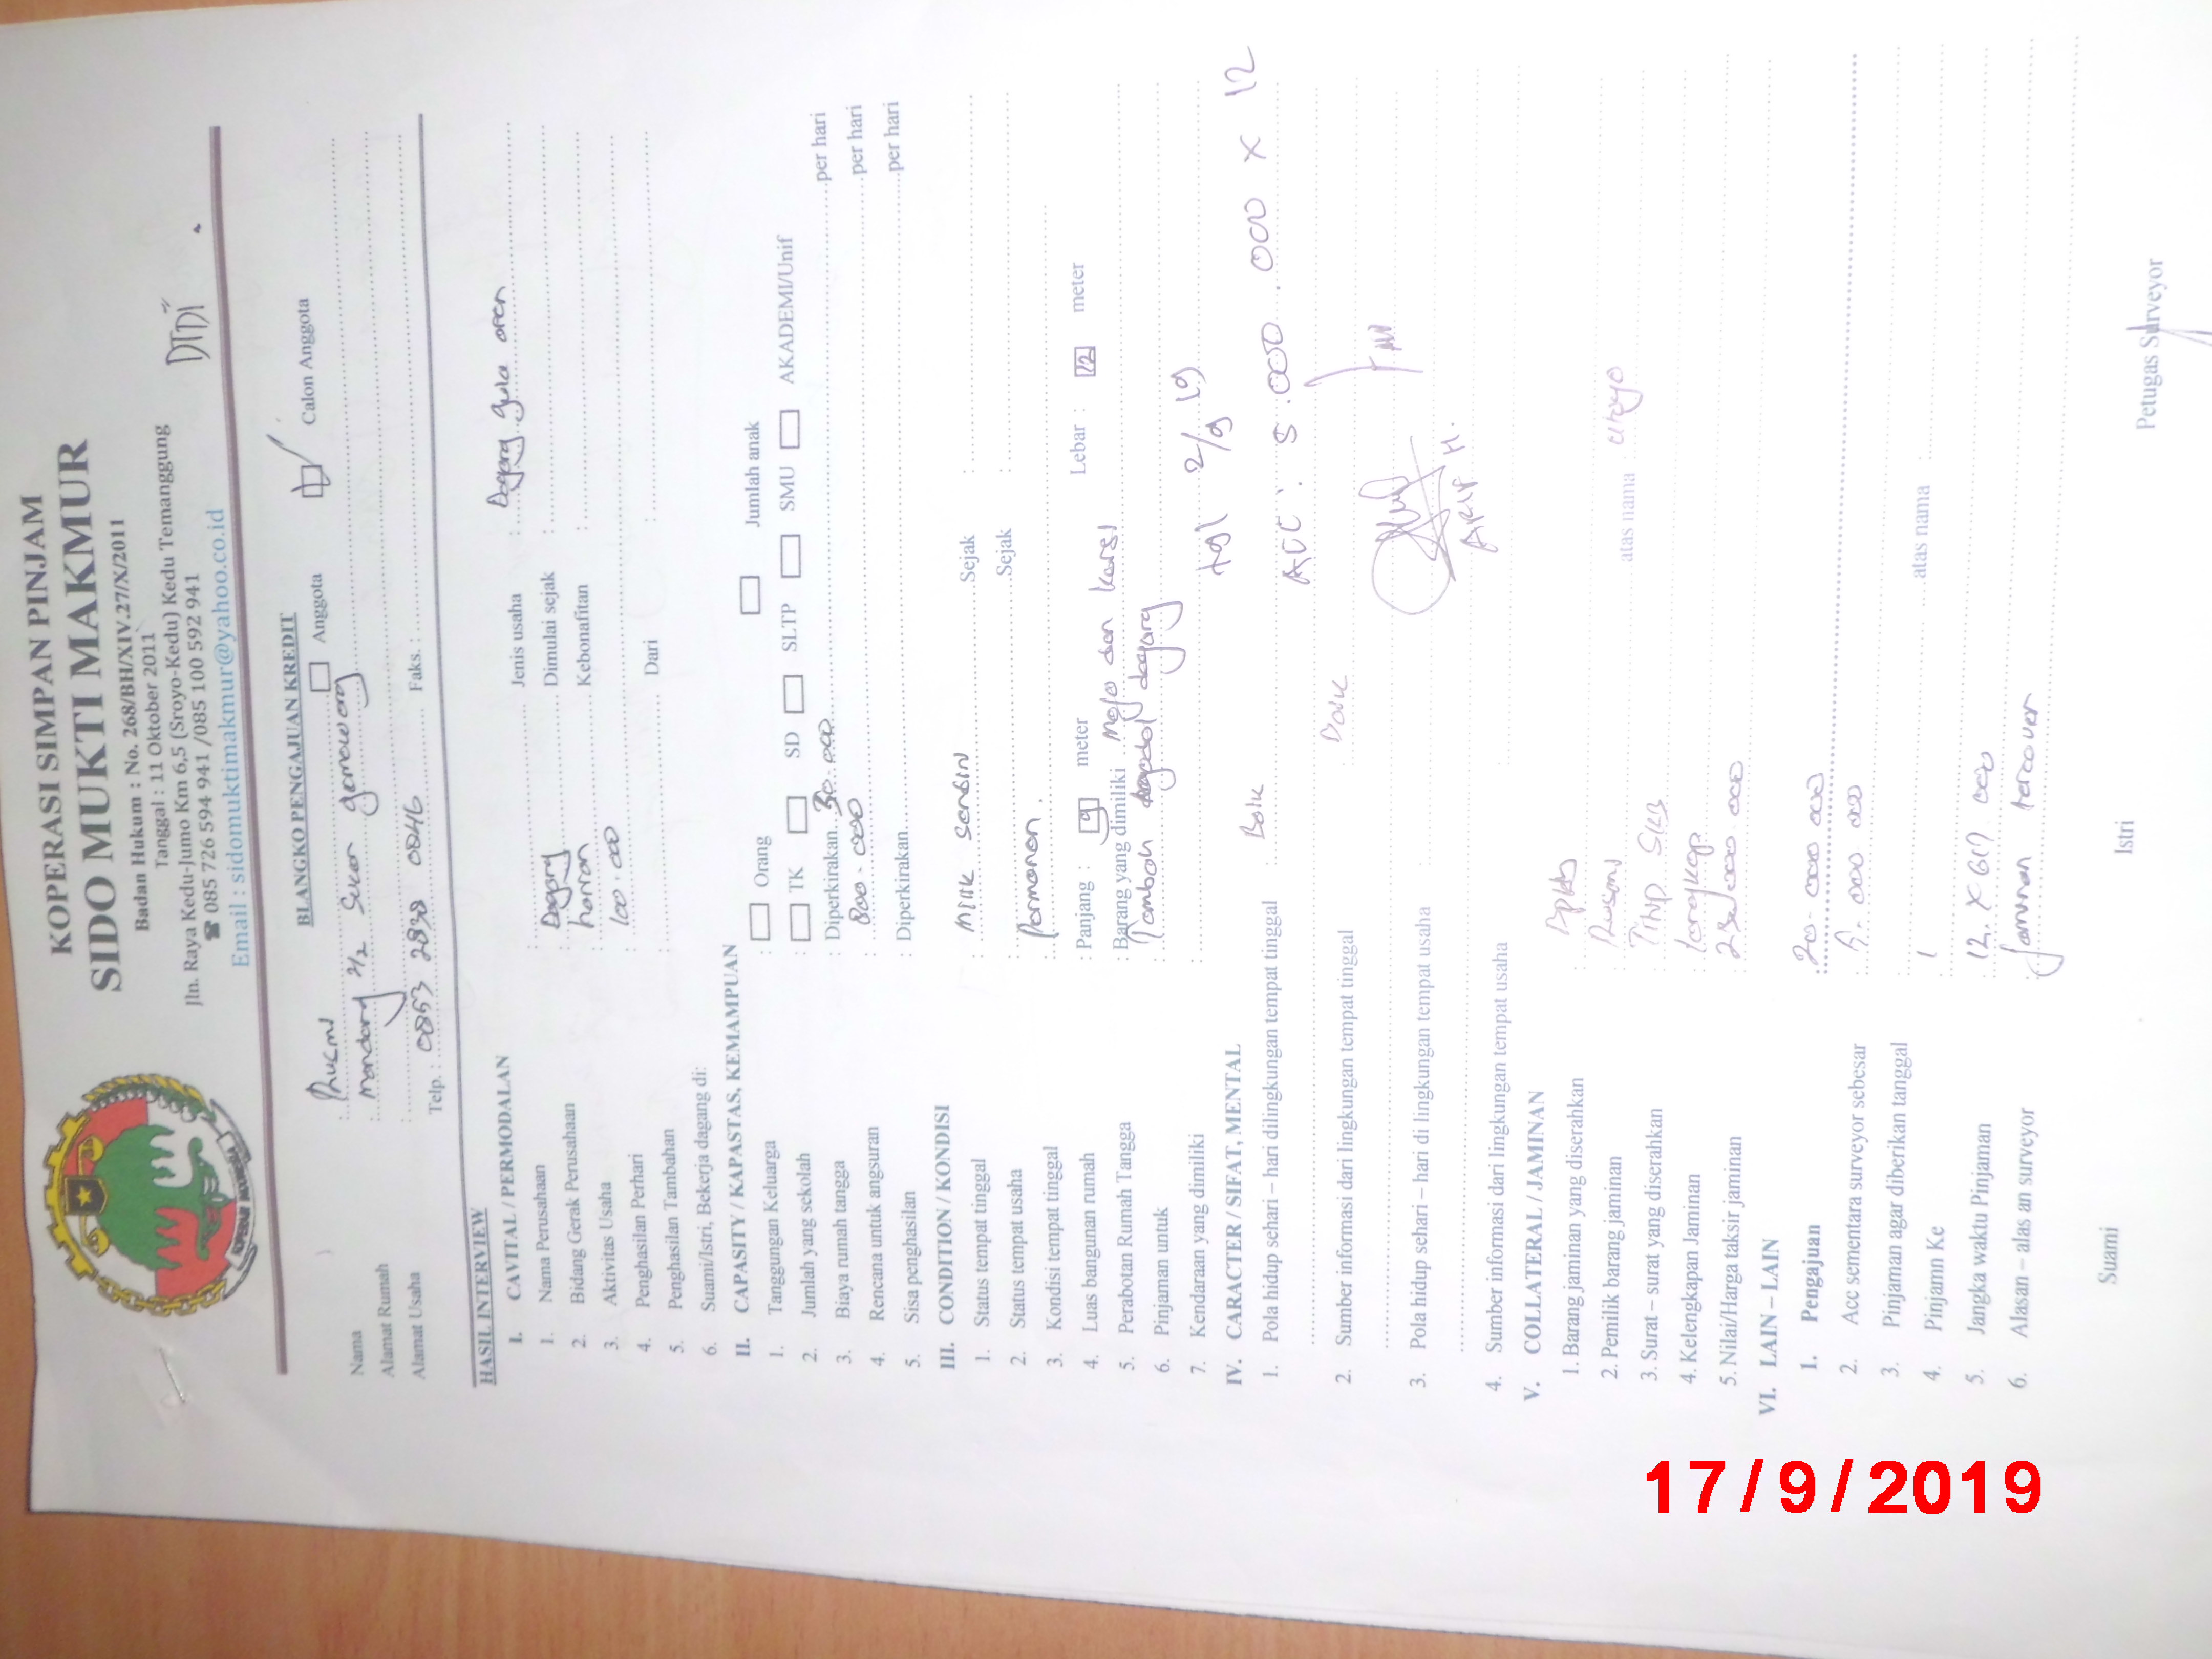 KOPERASI SIMPAN PINJAM
SIDO MUKTI MAKMUR
Badan Hukum : No. 268/BH/XIV.27/X/2011
Tanggal : 11 Oktober 2011
Jln. Raya Kedu-Jumo Km 6,5 (Sroyo-Kedu) Kedu Temanggung
☎ 085 726 594 941 /085 100 592 941
Email : sidomuktimakmur@yahoo.co.id
KOPERASI INDONESIA
BLANGKO PENGAJUAN KREDIT
Anggota Calon Anggota
Nama :
Alamat Rumah : 2/2
Alamat Usaha :
Telp. : 0853 2838 0046 Faks. :
HASIL INTERVIEW
I. CAVITAL / PERMODALAN
1. Nama Perusahaan : Jenis usaha : Dagang gula aren
2. Bidang Gerak Perusahaan : Dagang Dimulai sejak :
3. Aktivitas Usaha : harian Kebonafitan :
4. Penghasilan Perhari : 100.000
5. Penghasilan Tambahan : Dari :
6. Suami/Istri, Bekerja dagang di:
II. CAPASITY / KAPASTAS, KEMAMPUAN
1. Tanggungan Keluarga : Orang Jumlah anak
2. Jumlah yang sekolah : TK SD SLTP SMU AKADEMI/Unif
3. Biaya rumah tangga : Diperkirakan 30.000 per hari
4. Rencana untuk angsuran : 800.000 per hari
5. Sisa penghasilan : Diperkirakan per hari
III. CONDITION / KONDISI
1. Status tempat tinggal : Milik sendiri Sejak :
2. Status tempat usaha : Sejak :
3. Kondisi tempat tinggal : Permanen.
4. Luas bangunan rumah : Panjang : 9 meter Lebar : 12 meter
5. Perabotan Rumah Tangga : Barang yang dimiliki meja dan kursi
6. Pinjaman untuk : Tambah dagang
7. Kendaraan yang dimiliki : tgl 2/9 19
IV. CARACTER / SIFAT, MENTAL
ACC : 5.000.000 x 12
1. Pola hidup sehari – hari dilingkungan tempat tinggal : Baik
2. Sumber informasi dari lingkungan tempat tinggal : Baik
3. Pola hidup sehari – hari di lingkungan tempat usaha
ARIF H.
4. Sumber informasi dari lingkungan tempat usaha
V. COLLATERAL / JAMINAN
1. Barang jaminan yang diserahkan : Bpkb
2. Pemilik barang jaminan :
3. Surat – surat yang diserahkan : atas nama
4. Kelengkapan Jaminan : lengkap
5. Nilai/Harga taksir jaminan :
VI. LAIN – LAIN
1. Pengajuan : 20.000.000
2. Acc sementara surveyor sebesar : 5.000.000
3. Pinjaman agar diberikan tanggal :
4. Pinjamn Ke : 1 atas nama :
5. Jangka waktu Pinjaman : 12 x 617.000
6. Alasan – alas an surveyor : jaminan tercover
Suami Istri Petugas Surveyor
17/9/2019